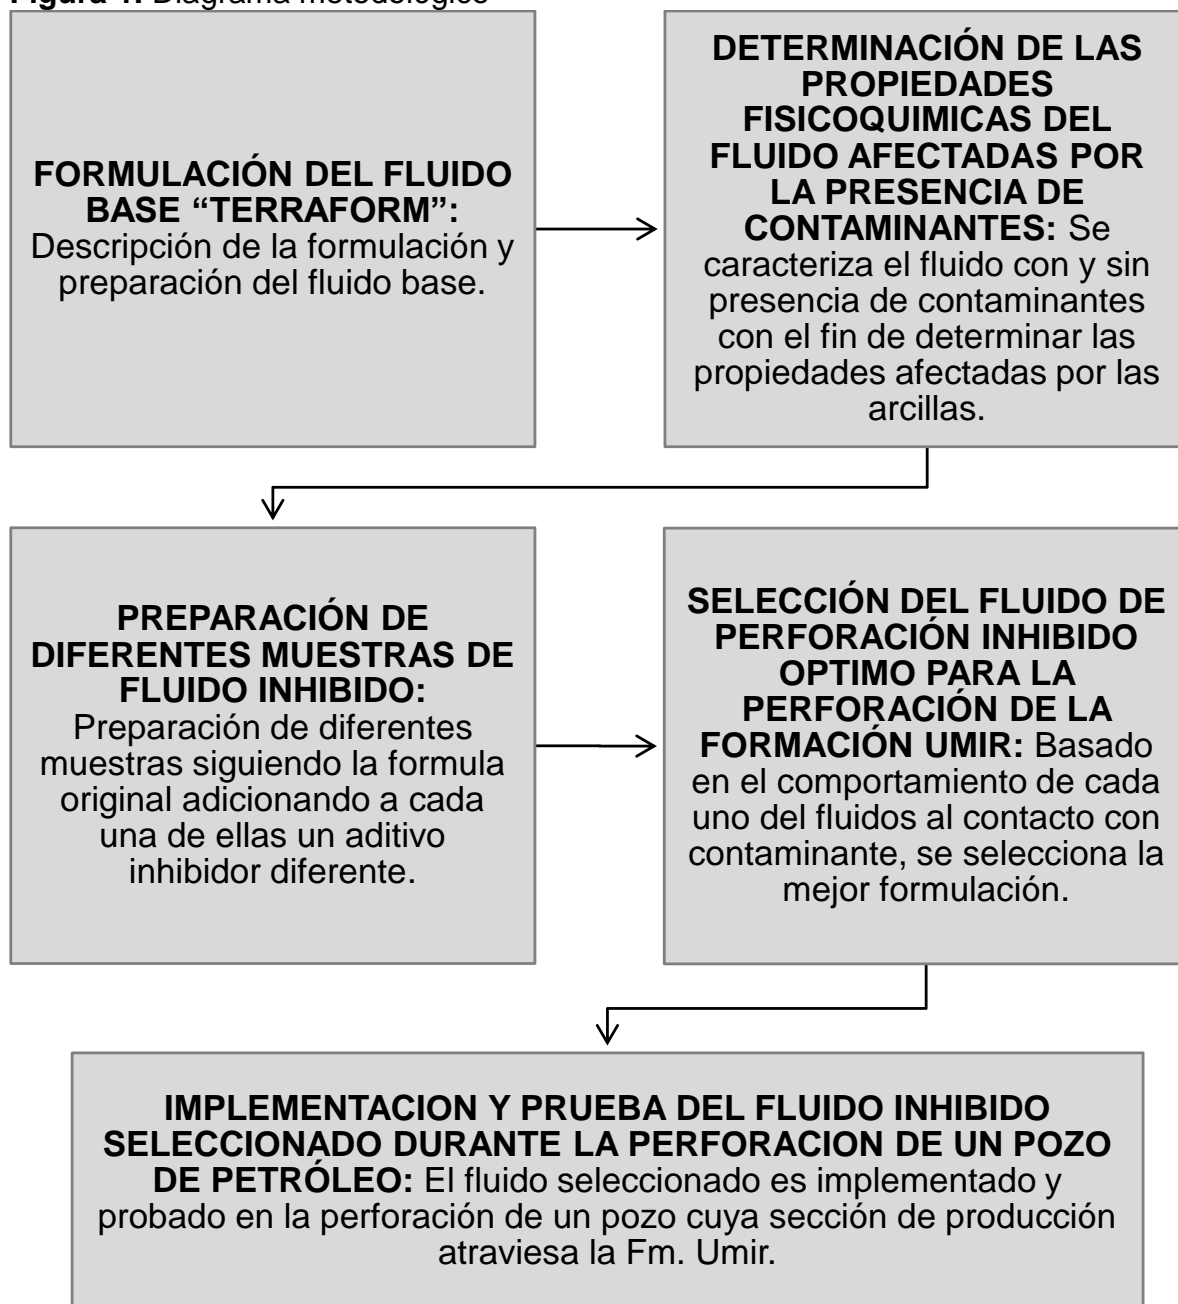 Figura 1. Diagrama metodológico
FORMULACIÓN DEL FLUIDO
BASE “TERRAFORM”:
Descripción de la formulación y
preparación del fluido base.
DETERMINACIÓN DE LAS
PROPIEDADES
FISICOQUIMICAS DEL
FLUIDO AFECTADAS POR
LA PRESENCIA DE
CONTAMINANTES: Se
caracteriza el fluido con y sin
presencia de contaminantes
con el fin de determinar las
propiedades afectadas por las
arcillas.
PREPARACIÓN DE
DIFERENTES MUESTRAS DE
FLUIDO INHIBIDO:
Preparación de diferentes
muestras siguiendo la formula
original adicionando a cada
una de ellas un aditivo
inhibidor diferente.
SELECCIÓN DEL FLUIDO DE
PERFORACIÓN INHIBIDO
OPTIMO PARA LA
PERFORACIÓN DE LA
FORMACIÓN UMIR: Basado
en el comportamiento de cada
uno del fluidos al contacto con
contaminante, se selecciona la
mejor formulación.
IMPLEMENTACION Y PRUEBA DEL FLUIDO INHIBIDO
SELECCIONADO DURANTE LA PERFORACION DE UN POZO
DE PETRÓLEO: El fluido seleccionado es implementado y
probado en la perforación de un pozo cuya sección de producción
atraviesa la Fm. Umir.